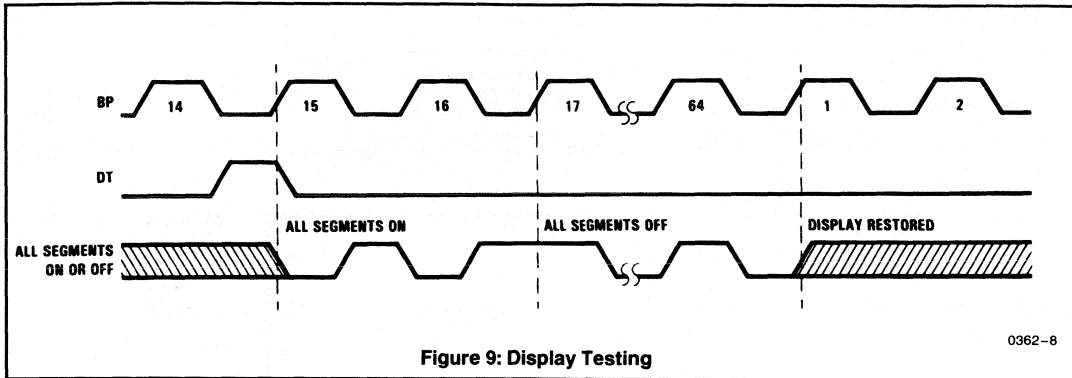 BP 14 15 16 17 64 1 2
DT
ALL SEGMENTS ON ALL SEGMENTS OFF DISPLAY RESTORED
ALL SEGMENTS
ON OR OFF
0362–8
Figure 9: Display Testing